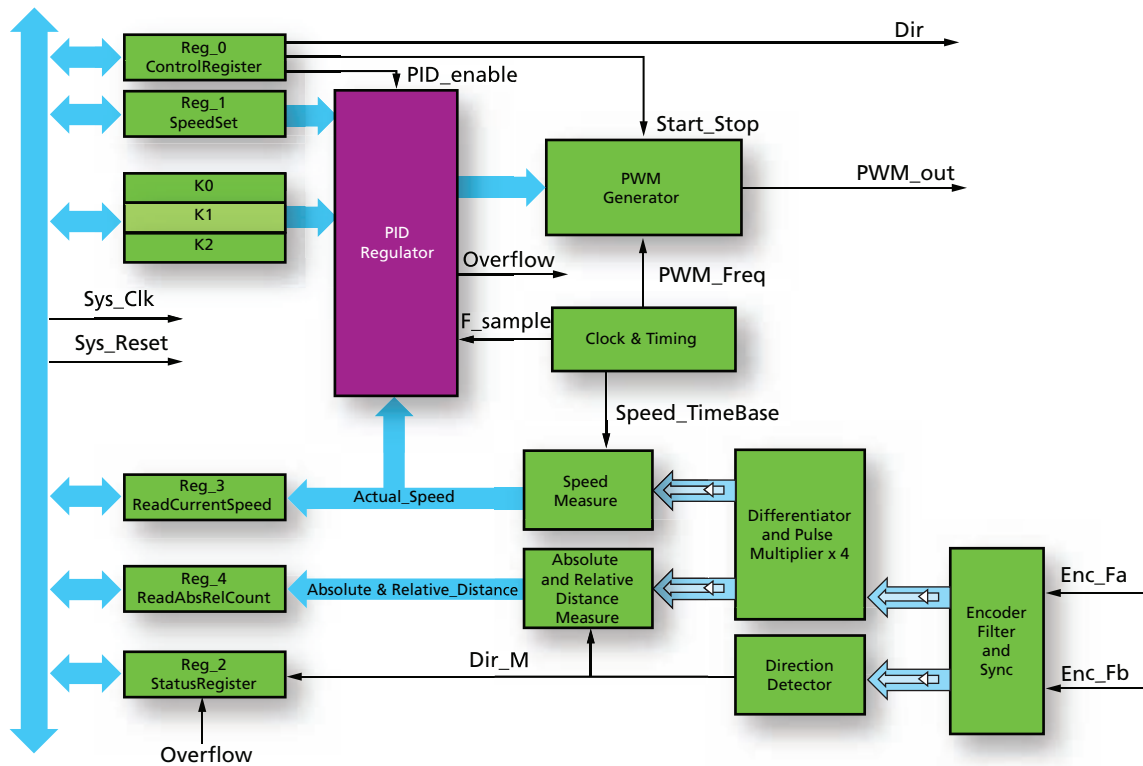 Dir
Reg_0
ControlRegister
PID_enable
Reg_1
SpeedSet
Start_Stop
K0
K1
K2
PID
Regulator
PWM
Generator
PWM_out
Overflow
PWM_Freq
Sys_Clk
F_sample
Sys_Reset
Clock & Timing
Speed_TimeBase
Reg_3
ReadCurrentSpeed
Actual_Speed
Speed
Measure
Differentiator
and Pulse
Multiplier x 4
Reg_4
ReadAbsRelCount
Absolute & Relative_Distance
Absolute
and Relative
Distance
Measure
Enc_Fa
Encoder
Filter
and
Sync
Reg_2
StatusRegister
Dir_M
Direction
Detector
Enc_Fb
Overflow